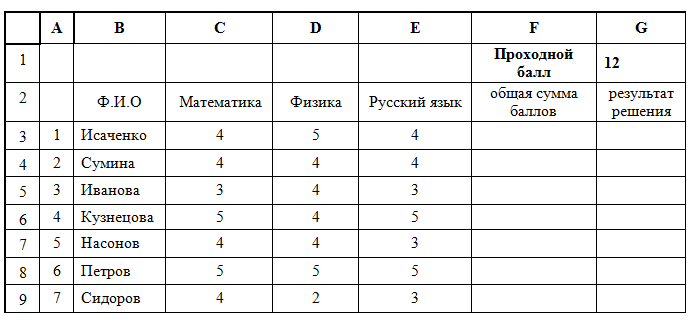 A B C D E F G
1 Проходной балл 12
2 Ф.И.О Математика Физика Русский язык общая сумма баллов результат решения
3 1 Исаченко 4 5 4
4 2 Сумина 4 4 4
5 3 Иванова 3 4 3
6 4 Кузнецова 5 4 5
7 5 Насонов 4 4 3
8 6 Петров 5 5 5
9 7 Сидоров 4 2 3